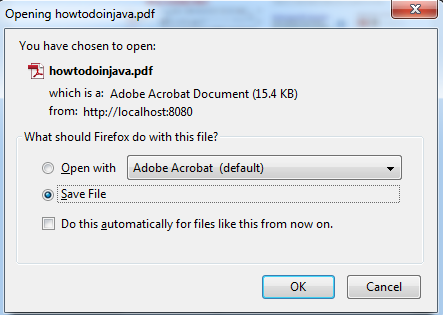 Opening howtodoinjava.pdf
You have chosen to open:
howtodoinjava.pdf
which is a: Adobe Acrobat Document (15.4 KB)
from: http://localhost:8080
What should Firefox do with this file?
Open with Adobe Acrobat (default)
Save File
Do this automatically for files like this from now on.
OK Cancel